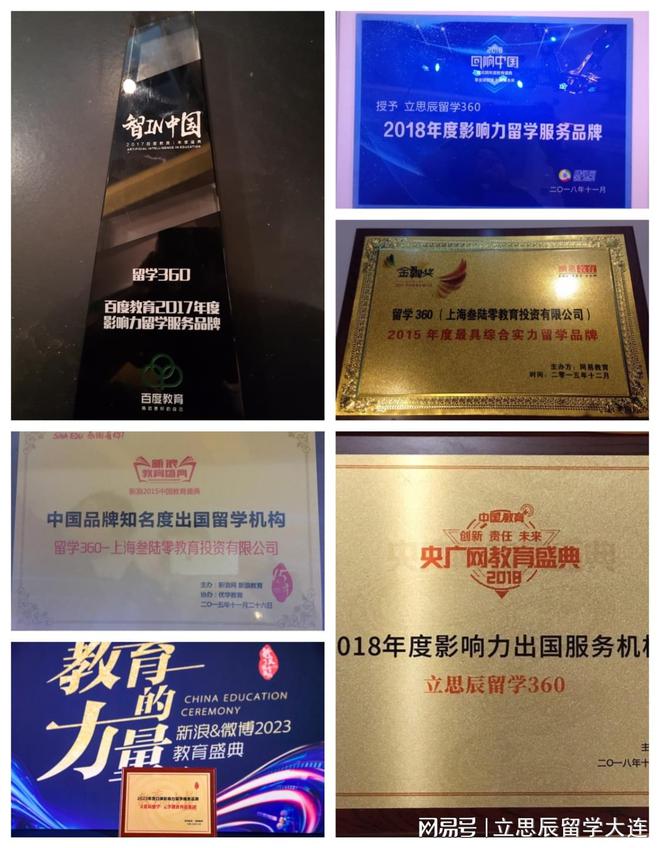 智IN中国
ARTIFICIAL INTELLIGENCE IN EDUCATION
留学360
百度教育2017年度
影响力留学服务品牌
百度教育
2018
回响中国
授予 立思辰留学360
2018年度影响力留学服务品牌
二〇一八年十一月
金翼奖
网易教育
留学360（上海叁陆零教育投资有限公司）
2015年度最具综合实力留学品牌
主办方：网易教育
时间：二零一五年十二月
新浪
教育盛典
新浪2015中国教育盛典
中国品牌知名度出国留学机构
留学360-上海叁陆零教育投资有限公司
主办：新浪网 新浪教育
协办：优学教育
二〇一五年十一月二十六日
中国教育
创新 责任 未来
央广网教育盛典
2018
018年度影响力出国服务机
立思辰留学360
二〇一八年十
教育
的
力量
CHINA EDUCATION
CEREMONY
新浪&微博2023
教育盛典
2023年度口碑影响力留学服务品牌
网易号 | 立思辰留学大连